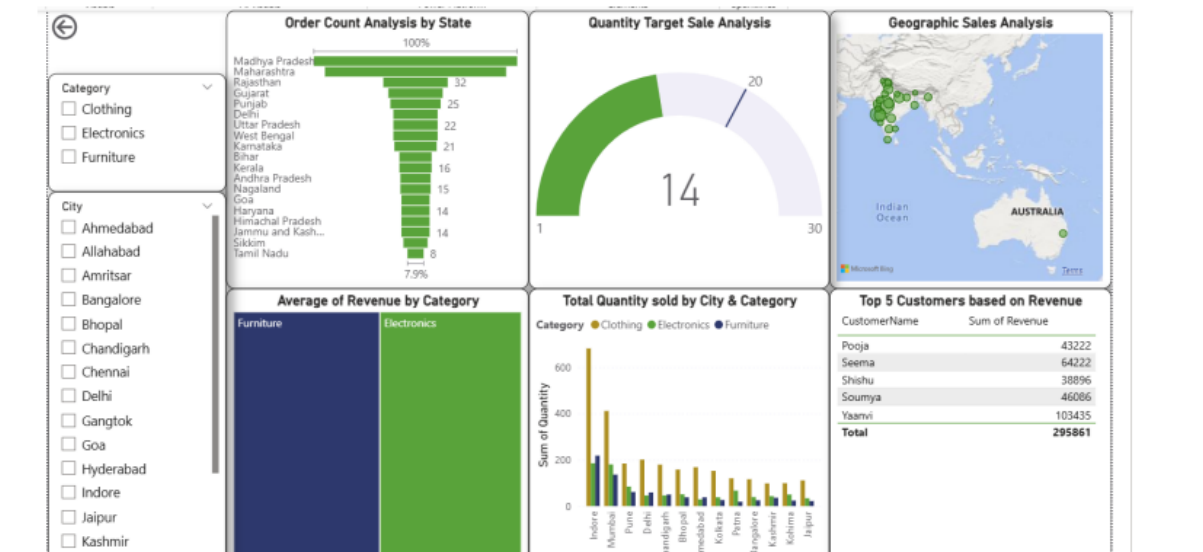 Order Count Analysis by State
100%
Madhya Pradesh
Maharashtra
Rajasthan
32
Gujarat
Punjab
25
Delhi
Uttar Pradesh
22
West Bengal
Karnataka
21
Bihar
Kerala
16
Andhra Pradesh
Nagaland
15
Goa
Haryana
14
Himachal Pradesh
Jammu and Kash...
14
Sikkim
Tamil Nadu
8
7.9%
Quantity Target Sale Analysis
20
14
1
30
Geographic Sales Analysis
Indian
Ocean
AUSTRALIA
Microsoft Bing
Terms
Category
Clothing
Electronics
Furniture
City
Ahmedabad
Allahabad
Amritsar
Bangalore
Bhopal
Chandigarh
Chennai
Delhi
Gangtok
Goa
Hyderabad
Indore
Jaipur
Kashmir
Average of Revenue by Category
Furniture
Electronics
Total Quantity sold by City & Category
Category Clothing Electronics Furniture
Sum of Quantity
600
400
200
0
Indore
Mumbai
Pune
Delhi
andigarh
Bhopal
medabad
Kolkata
Patna
angalore
Kashmir
Kohima
Jaipur
Top 5 Customers based on Revenue
CustomerName Sum of Revenue
Pooja 43222
Seema 64222
Shishu 38896
Soumya 46086
Yaanvi 103435
Total 295861